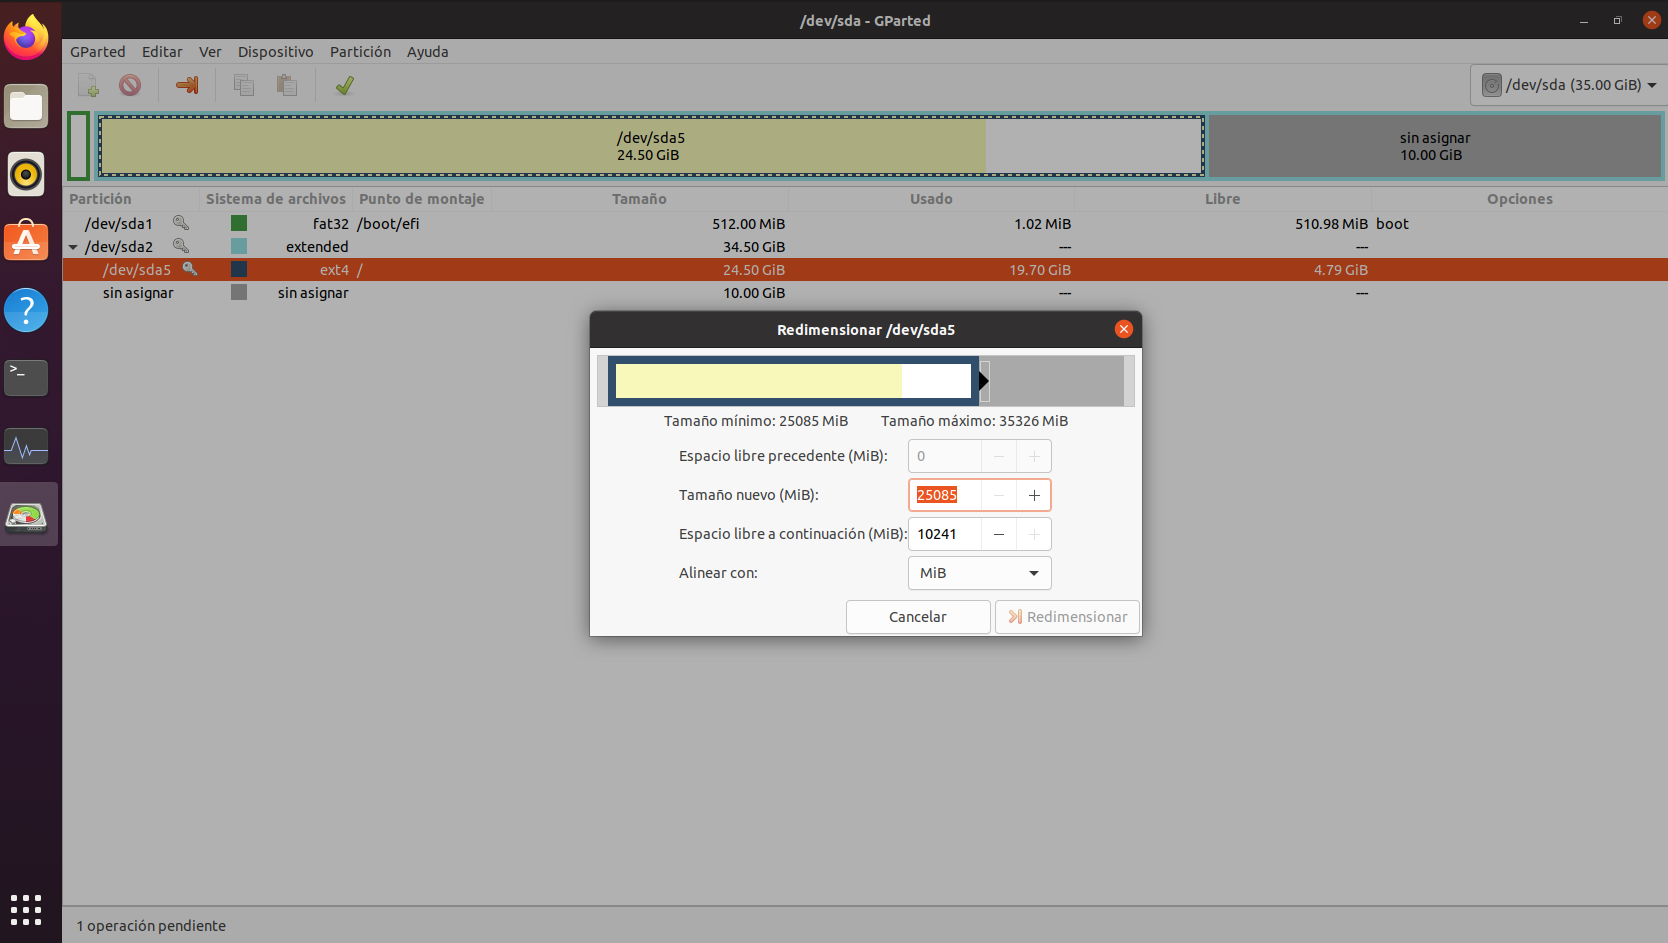 /dev/sda - GParted
GParted Editar Ver Dispositivo Partición Ayuda
/dev/sda (35.00 GiB)
/dev/sda5
24.50 GiB
sin asignar
10.00 GiB
Partición Sistema de archivos Punto de montaje Tamaño Usado Libre Opciones
/dev/sda1 fat32 /boot/efi 512.00 MiB 1.02 MiB 510.98 MiB boot
/dev/sda2 extended 34.50 GiB --- ---
/dev/sda5 ext4 / 24.50 GiB 19.70 GiB 4.79 GiB
sin asignar sin asignar 10.00 GiB --- ---
Redimensionar /dev/sda5
Tamaño mínimo: 25085 MiB Tamaño máximo: 35326 MiB
Espacio libre precedente (MiB): 0
Tamaño nuevo (MiB): 25085
Espacio libre a continuación (MiB): 10241
Alinear con: MiB
Cancelar Redimensionar
1 operación pendiente